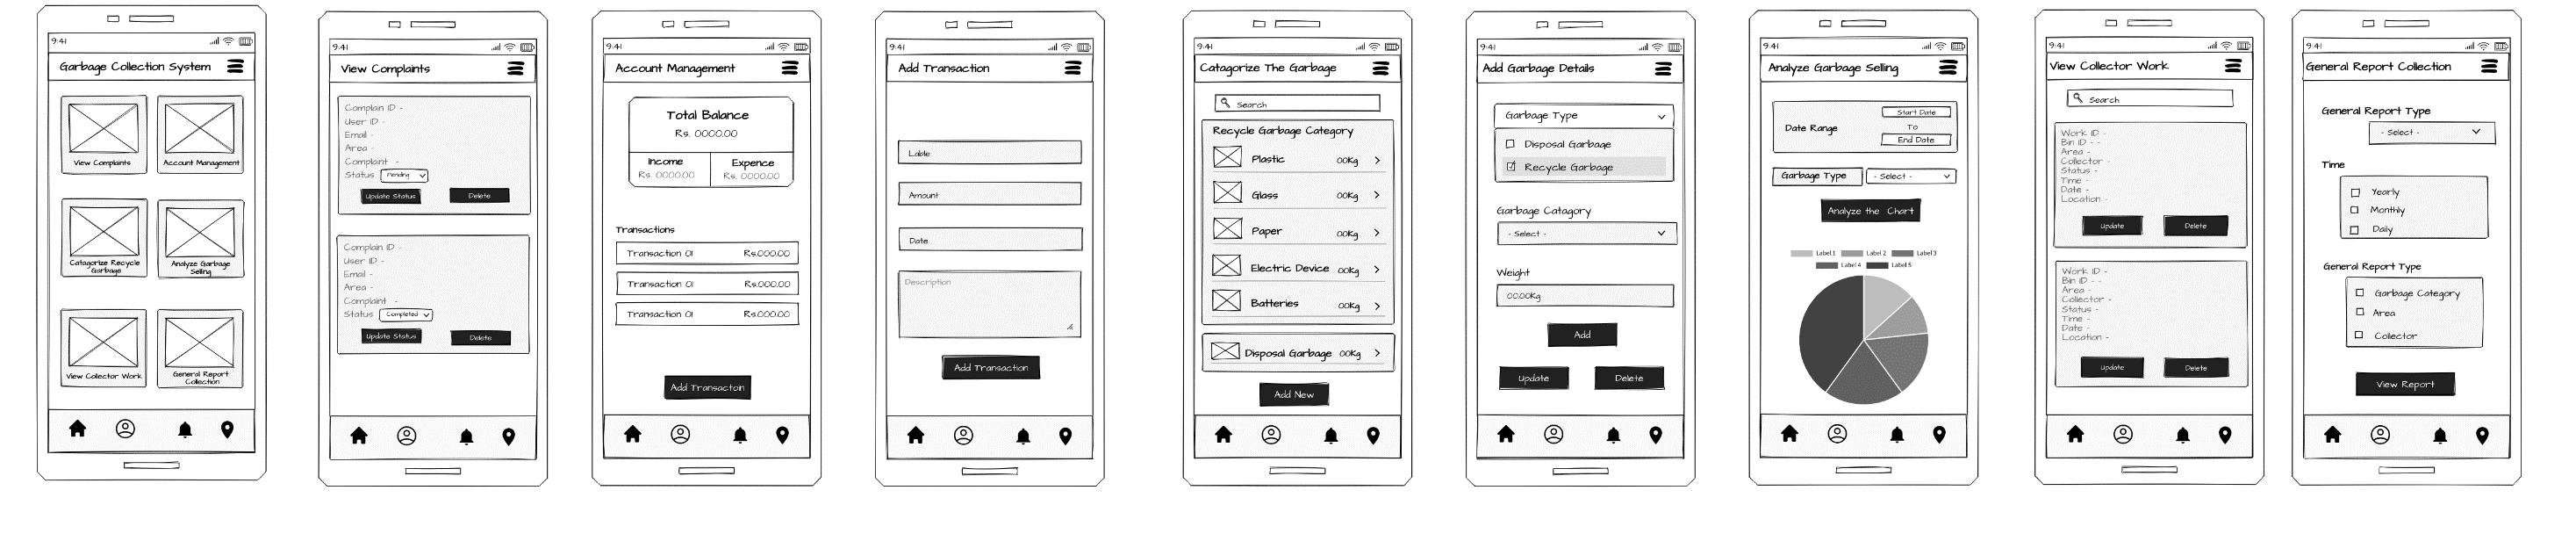 9:41
Garbage Collection System
View Complaints
Account Management
Catagorize Recycle
Garbage
Analyze Garbage
Selling
View Collector Work
General Report
Collection
9:41
View Complaints
Complain ID -
User ID -
Email -
Area -
Complaint -
Status Pending
Update Status Delete
Complain ID -
User ID -
Email -
Area -
Complaint -
Status Completed
Update Status Delete
9:41
Account Management
Total Balance
Rs. 0000.00
Income Expence
Rs. 0000.00 Rs. 0000.00
Transactions
Transaction 01 Rs.000.00
Transaction 01 Rs.000.00
Transaction 01 Rs.000.00
Add Transactoin
9:41
Add Transaction
Lable
Amount
Date
Description
Add Transaction
9:41
Catagorize The Garbage
Search
Recycle Garbage Category
Plastic 00Kg
Glass 00Kg
Paper 00Kg
Electric Device 00Kg
Batteries 00Kg
Disposal Garbage 00Kg
Add New
9:41
Add Garbage Details
Garbage Type
Disposal Garbage
Recycle Garbage
Garbage Catagory
- Select -
Weight
00.00Kg
Add
Update Delete
9:41
Analyze Garbage Selling
Date Range
Start Date
To
End Date
Garbage Type - Select -
Analyze the Chart
Label 1 Label 2 Label 3
Label 4 Label 5
9:41
View Collector Work
Search
Work ID -
Bin ID - -
Area -
Collector -
Status -
Time -
Date -
Location -
Update Delete
Work ID -
Bin ID - -
Area -
Collector -
Status -
Time -
Date -
Location -
Update Delete
9:41
General Report Collection
General Report Type
- Select -
Time
Yearly
Monthly
Daily
General Report Type
Garbage Category
Area
Collector
View Report